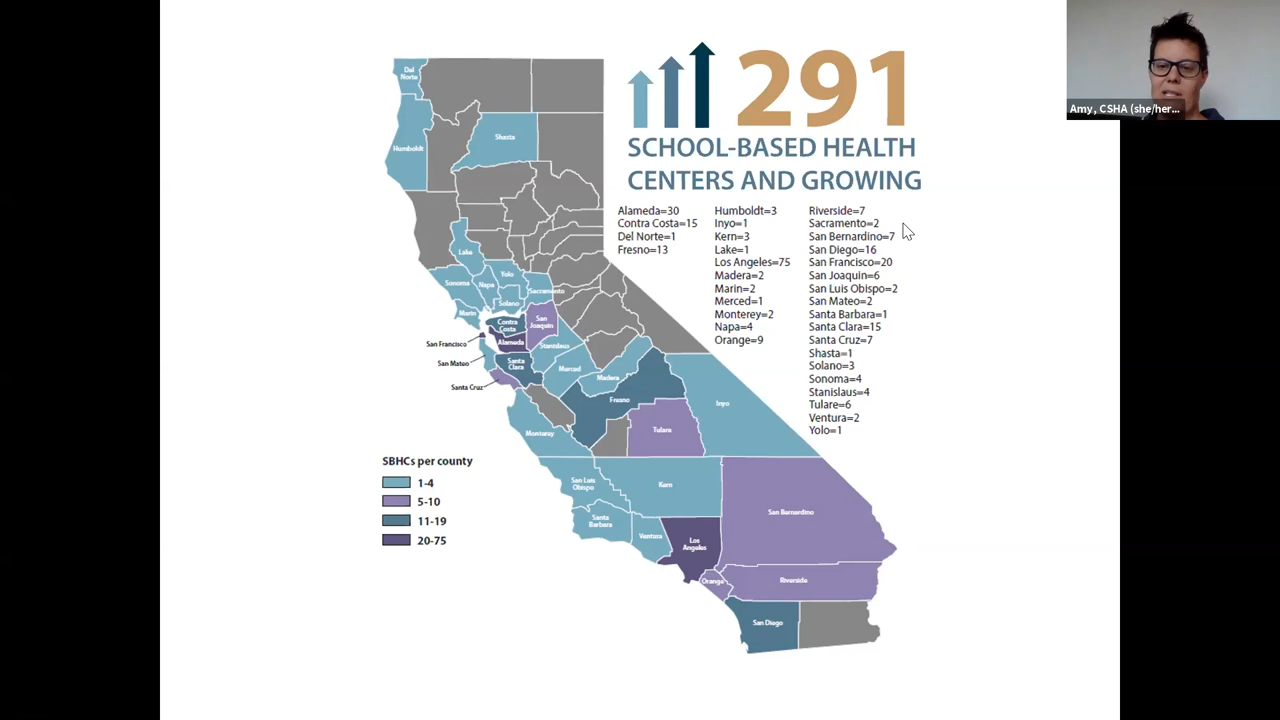 291
SCHOOL-BASED HEALTH
CENTERS AND GROWING
Alameda=30
Contra Costa=15
Del Norte=1
Fresno=13
Humboldt=3
Inyo=1
Kern=3
Lake=1
Los Angeles=75
Madera=2
Marin=2
Merced=1
Monterey=2
Napa=4
Orange=9
Riverside=7
Sacramento=2
San Bernardino=7
San Diego=16
San Francisco=20
San Joaquin=6
San Luis Obispo=2
San Mateo=2
Santa Barbara=1
Santa Clara=15
Santa Cruz=7
Shasta=1
Solano=3
Sonoma=4
Stanislaus=4
Tulare=6
Ventura=2
Yolo=1
Del
Norte
Humboldt
Shasta
Lake
Sonoma
Napa
Yolo
Sacramento
Solano
Marin
Contra
Costa
San
Joaquin
San Francisco
Alameda
Stanislaus
San Mateo
Santa
Clara
Merced
Madera
Santa Cruz
Fresno
Inyo
Monterey
Tulare
San Luis
Obispo
Kern
Santa
Barbara
Ventura
Los
Angeles
San Bernardino
Orange
Riverside
San Diego
SBHCs per county
1-4
5-10
11-19
20-75
Amy, CSHA (she/her...